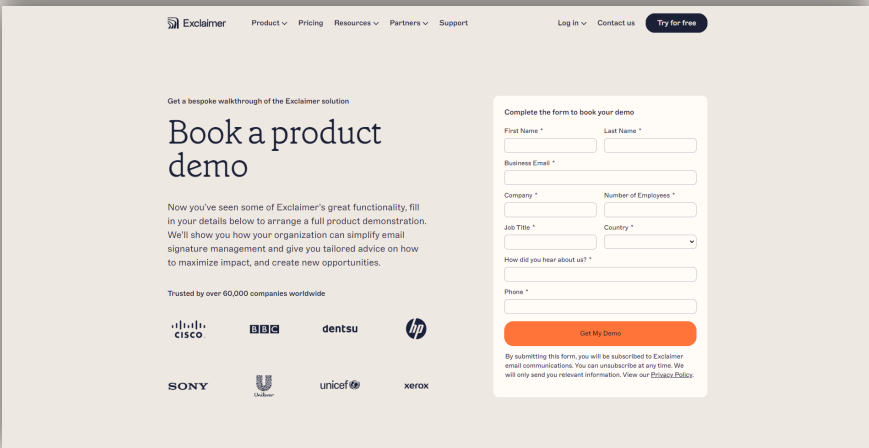 Exclaimer
Product
Pricing
Resources
Partners
Support
Log in
Contact us
Try for free
Get a bespoke walkthrough of the Exclaimer solution
Book a product
demo
Now you've seen some of Exclaimer's great functionality, fill
in your details below to arrange a full product demonstration.
We'll show you how your organization can simplify email
signature management and give you tailored advice on how
to maximize impact, and create new opportunities.
Trusted by over 60,000 companies worldwide
CISCO
BBC
dentsu
hp
SONY
Unilever
unicef
xerox
Complete the form to book your demo
First Name *
Last Name *
Business Email *
Company *
Number of Employees *
Job Title *
Country *
How did you hear about us? *
Phone *
Get My Demo
By submitting this form, you will be subscribed to Exclaimer
email communications. You can unsubscribe at any time. We
will only send you relevant information. View our Privacy Policy.